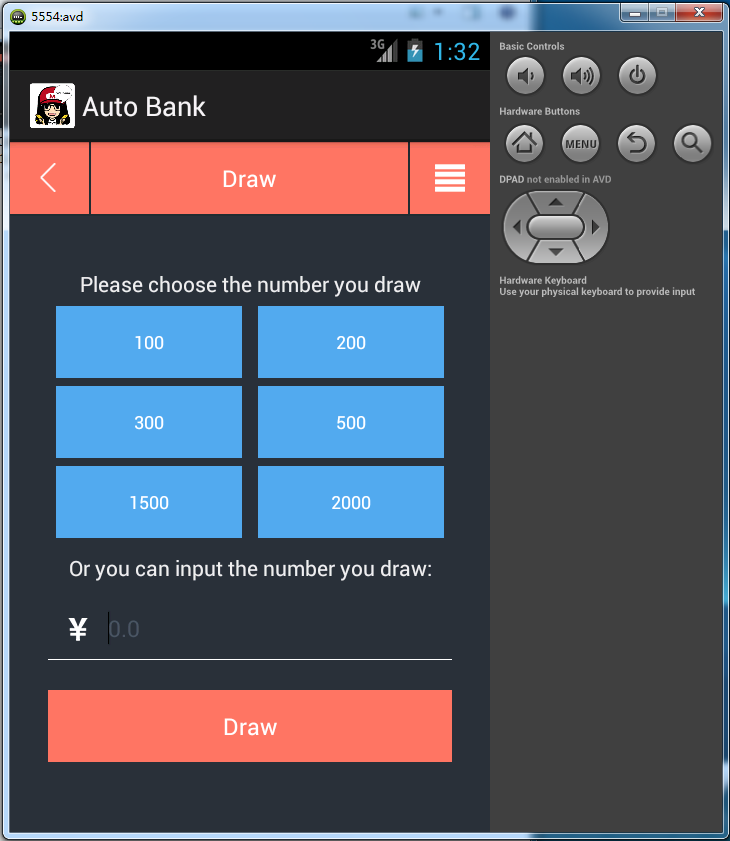 5554:avd
3G
1:32
Auto Bank
Draw
Please choose the number you draw
100
200
300
500
1500
2000
Or you can input the number you draw:
¥ 0.0
Draw
Basic Controls
Hardware Buttons
MENU
DPAD not enabled in AVD
Hardware Keyboard
Use your physical keyboard to provide input